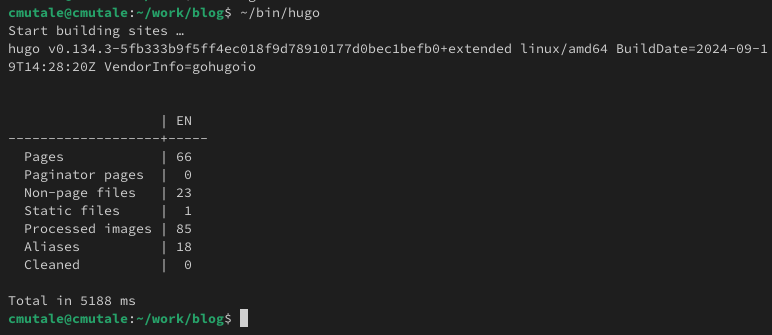 cmutale@cmutale:~/work/blog$ ~/bin/hugo
Start building sites …
hugo v0.134.3-5fb333b9f5ff4ec018f9d78910177d0bec1befb0+extended linux/amd64 BuildDate=2024-09-1
9T14:28:20Z VendorInfo=gohugoio
                   | EN
-------------------+-----
  Pages            | 66
  Paginator pages  |  0
  Non-page files   | 23
  Static files     |  1
  Processed images | 85
  Aliases          | 18
  Cleaned          |  0
Total in 5188 ms
cmutale@cmutale:~/work/blog$